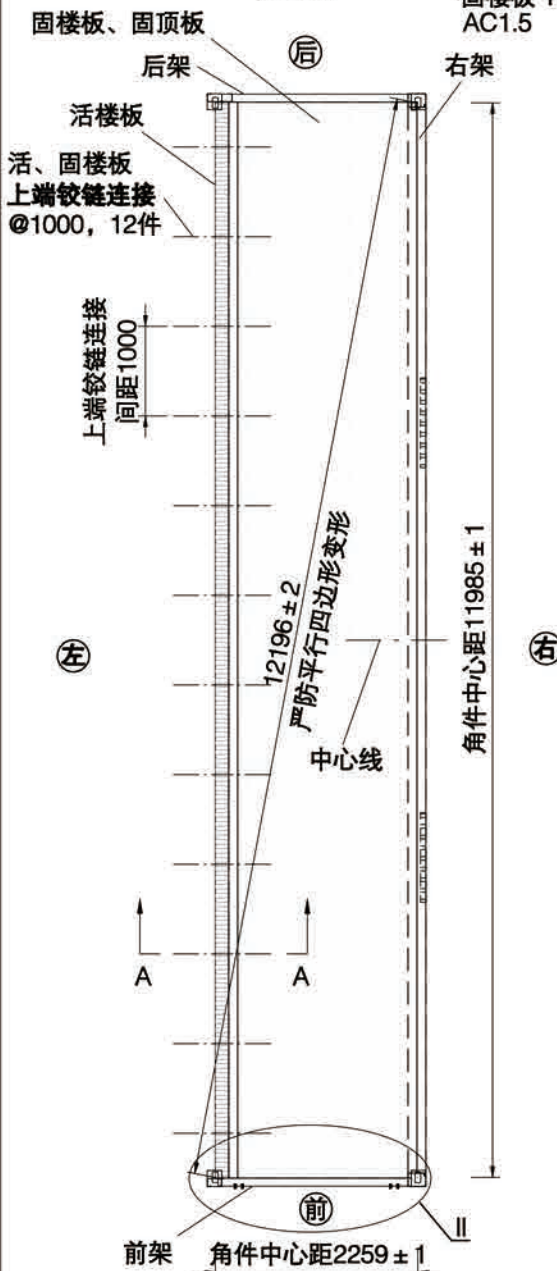 固楼板、固顶板
AC1.5
后
后架
右架
活楼板
活、固楼板
上端铰链连接
@1000，12件
上端铰链连接
间距1000
12196±2
严防平行四边形变形
角件中心距11985±1
左
右
中心线
A
A
前
II
前架
角件中心距2259±1